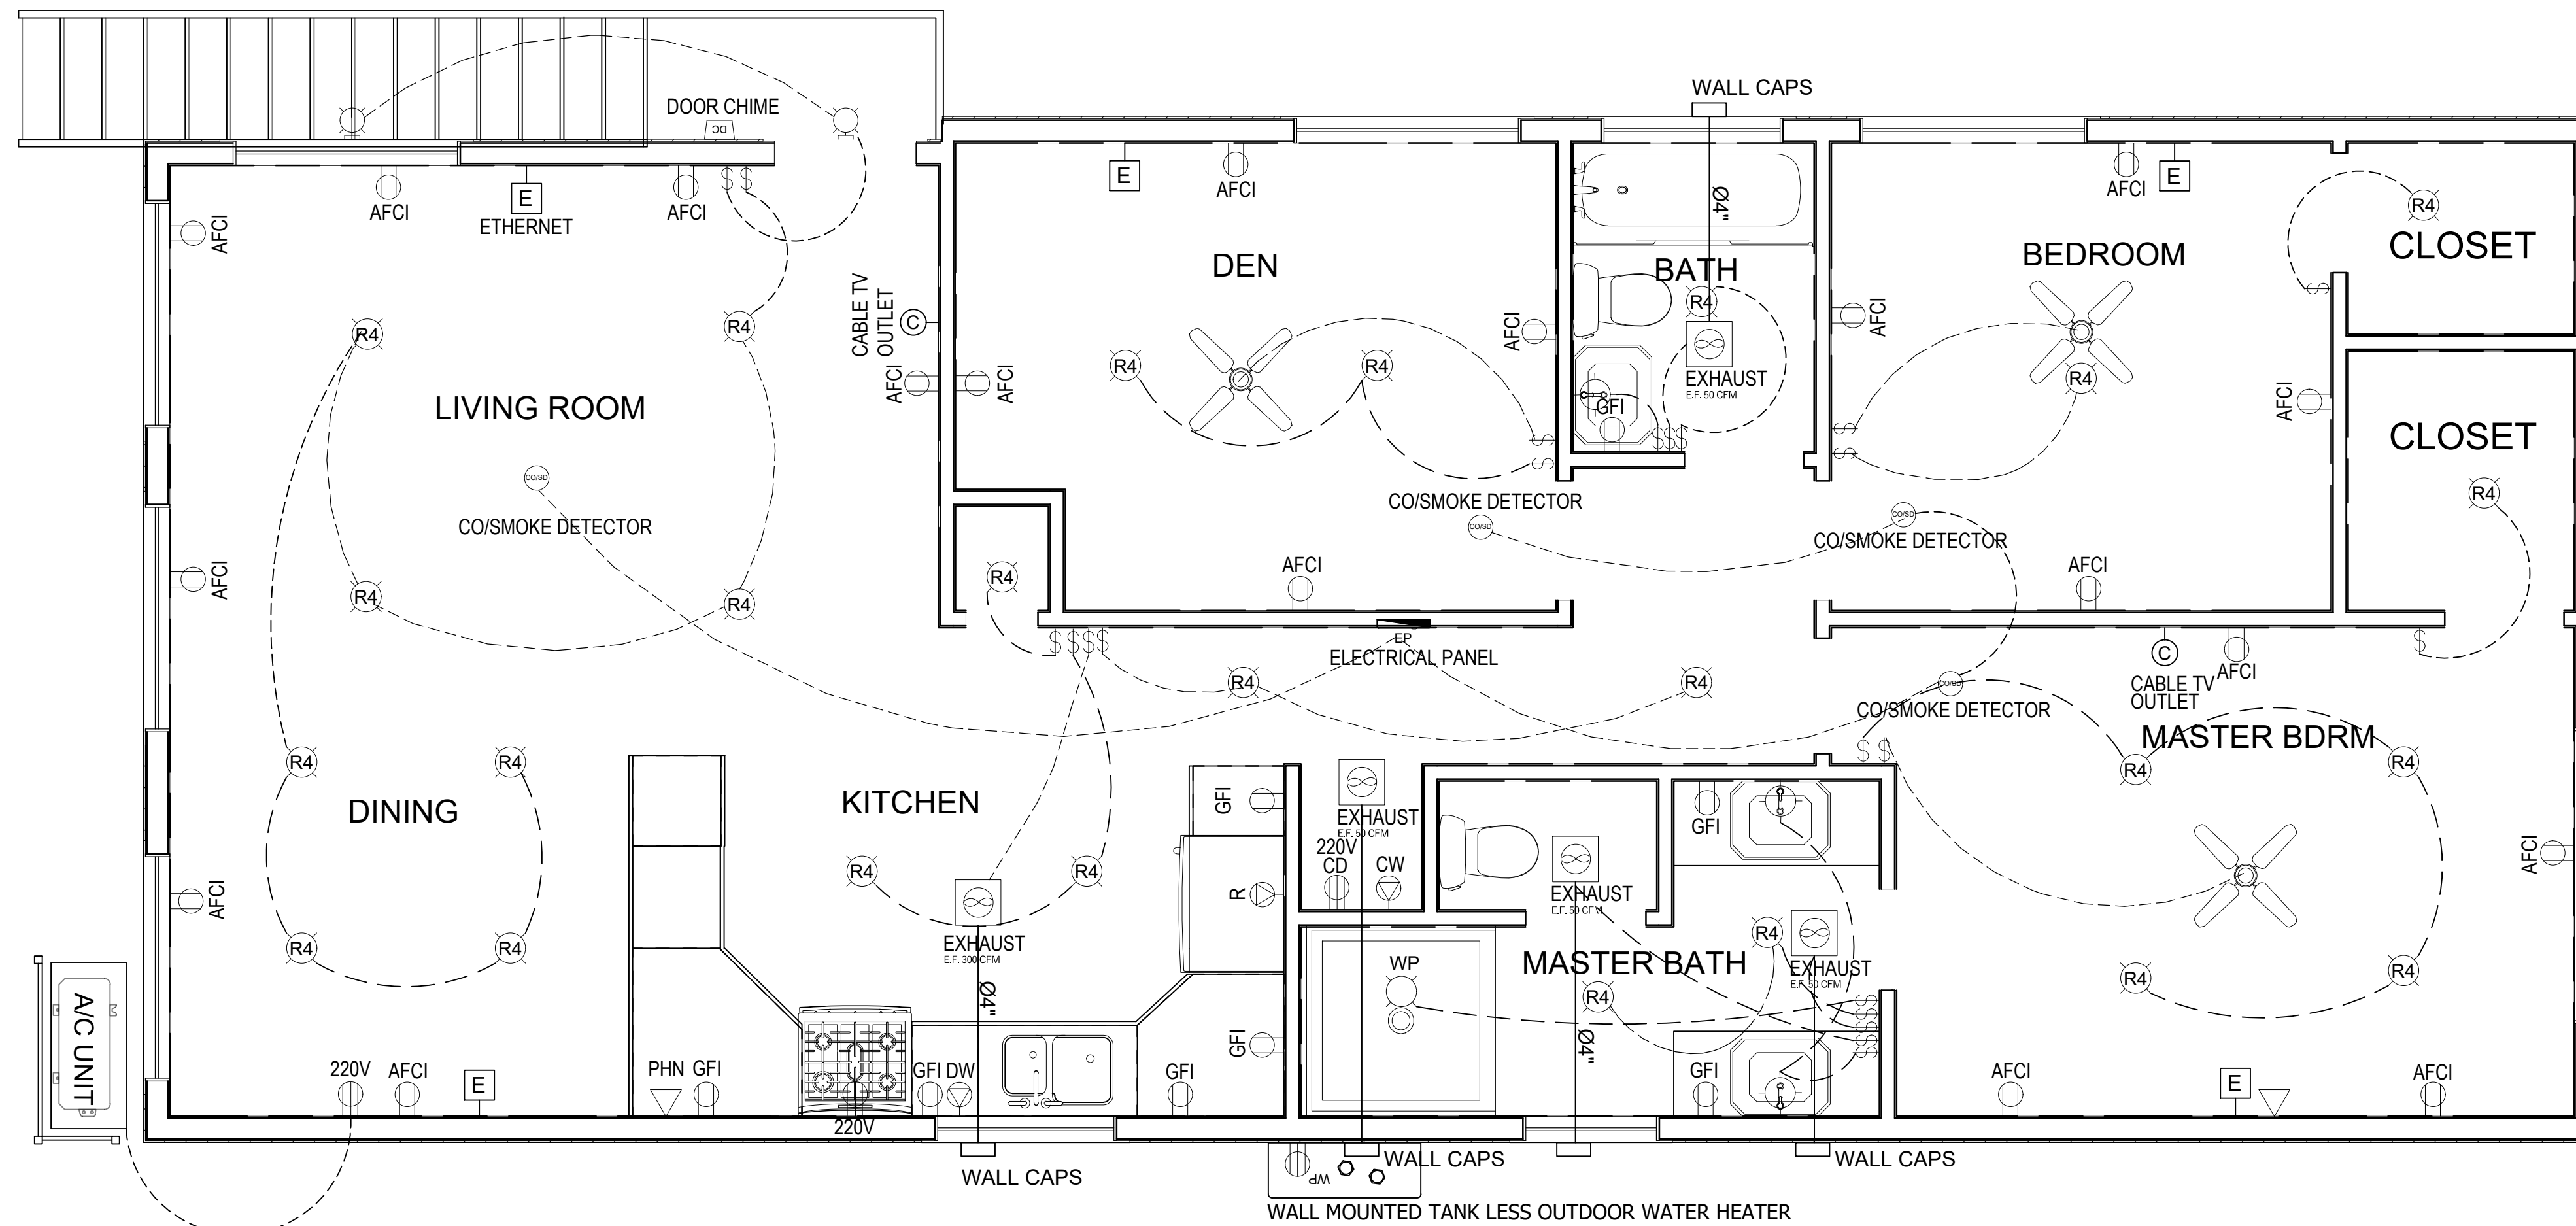 WALL CAPS
DOOR CHIME
DC
E
E
E
AFCI
AFCI
AFCI
AFCI
ETHERNET
AFCI
Ø4"
R4
CLOSET
BEDROOM
DEN
BATH
R4
CABLE TV
OUTLET
C
AFCI
AFCI
R4
R4
R4
R4
EXHAUST
E.F. 50 CFM
R4
AFCI
AFCI
AFCI
GFI
LIVING ROOM
CLOSET
CO/SD
CO/SMOKE DETECTOR
CO/SMOKE DETECTOR
CO/SD
CO/SD
CO/SMOKE DETECTOR
R4
AFCI
AFCI
AFCI
R4
R4
R4
EP
ELECTRICAL PANEL
R4
R4
C
CABLE TV
OUTLET
AFCI
CO/SD
CO/SMOKE DETECTOR
MASTER BDRM
R4
R4
R4
R4
DINING
KITCHEN
GFI
EXHAUST
E.F. 50 CFM
220V
CD
CW
GFI
AFCI
AFCI
R4
R4
R
EXHAUST
E.F. 50 CFM
R4
R4
EXHAUST
E.F. 300 CFM
Ø4"
WP
MASTER BATH
R4
R4
EXHAUST
E.F. 50 CFM
R4
R4
A/C UNIT
GFI
Ø4"
220V
AFCI
E
PHN
GFI
220V
GFI
DW
GFI
GFI
AFCI
E
AFCI
WALL CAPS
WALL CAPS
WALL CAPS
WP
WALL MOUNTED TANK LESS OUTDOOR WATER HEATER